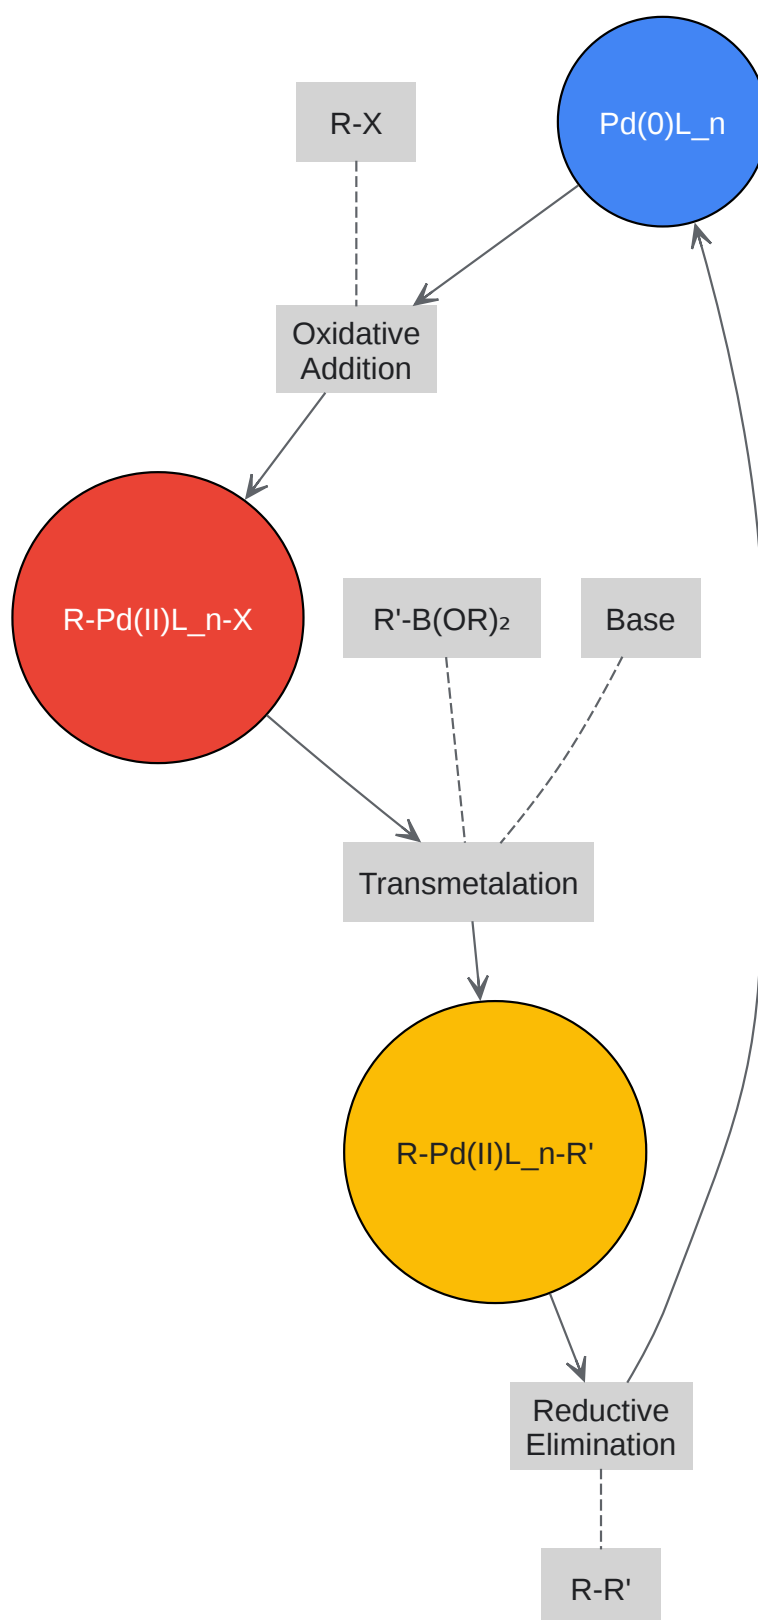 R-X
Pd(0)L_n
Oxidative
Addition
R-Pd(II)L_n-X
R'-B(OR)₂
Base
Transmetalation
R-Pd(II)L_n-R'
Reductive
Elimination
R-R'